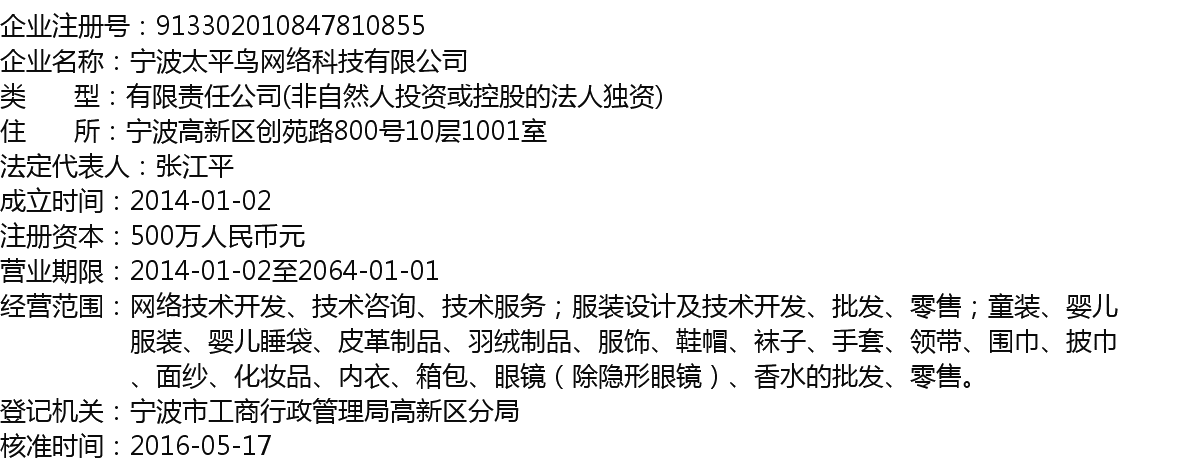 企业注册号：913302010847810855
企业名称：宁波太平鸟网络科技有限公司
类　　型：有限责任公司(非自然人投资或控股的法人独资)
住　　所：宁波高新区创苑路800号10层1001室
法定代表人：张江平
成立时间：2014-01-02
注册资本：500万人民币元
营业期限：2014-01-02至2064-01-01
经营范围：网络技术开发、技术咨询、技术服务；服装设计及技术开发、批发、零售；童装、婴儿
服装、婴儿睡袋、皮革制品、羽绒制品、服饰、鞋帽、袜子、手套、领带、围巾、披巾
、面纱、化妆品、内衣、箱包、眼镜（除隐形眼镜）、香水的批发、零售。
登记机关：宁波市工商行政管理局高新区分局
核准时间：2016-05-17